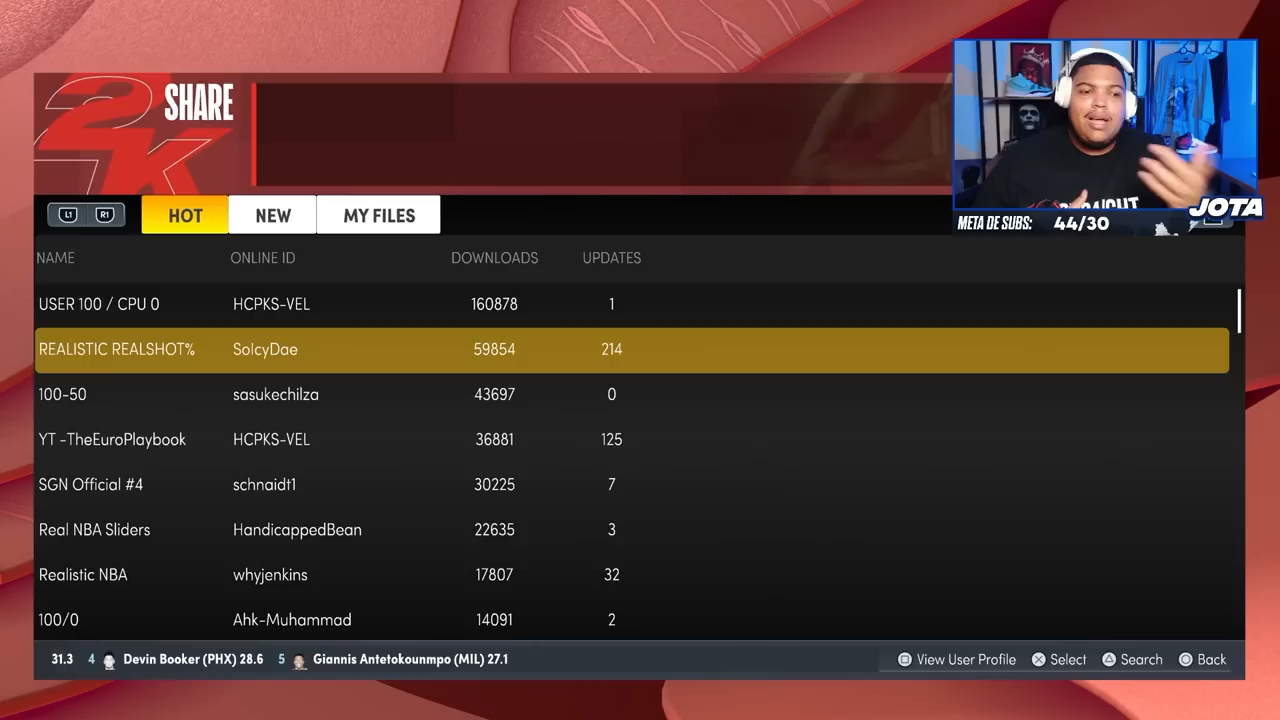 2K
SHARE
L1 R1 HOT NEW MY FILES
NAME ONLINE ID DOWNLOADS UPDATES
USER 100 / CPU 0 HCPKS-VEL 160878 1
REALISTIC REALSHOT% SolcyDae 59854 214
100-50 sasukechilza 43697 0
YT -TheEuroPlaybook HCPKS-VEL 36881 125
SGN Official #4 schnaidt1 30225 7
Real NBA Sliders HandicappedBean 22635 3
Realistic NBA whyjenkins 17807 32
100/0 Ahk-Muhammad 14091 2
31.3 4 Devin Booker (PHX) 28.6 5 Giannis Antetokounmpo (MIL) 27.1
View User Profile Select Search Back
JOTA
META DE SUBS: 44/30